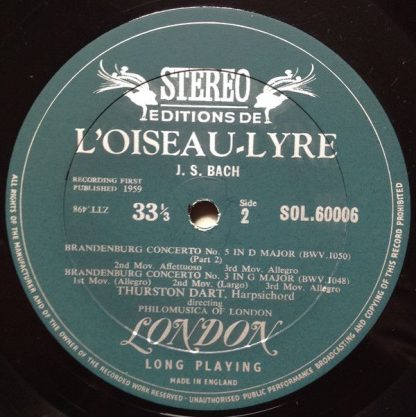 STEREO
EDITIONS DE
L'OISEAU-LYRE
J. S. BACH
RECORDING FIRST
PUBLISHED 1959
33⅓
Side
2
SOL.60006
BRANDENBURG CONCERTO No. 5 IN D MAJOR (BWV.1050)
(Part 2)
2nd Mov. Affettuoso 3rd Mov. Allegro
BRANDENBURG CONCERTO No. 3 IN G MAJOR (BWV.1048)
1st Mov. (Allegro) 2nd Mov. (Largo) 3rd Mov. Allegro
THURSTON DART, Harpsichord
directing
PHILOMUSICA OF LONDON
LONDON
LONG PLAYING
MADE IN ENGLAND
ALL RIGHTS OF THE MANUFACTURER AND OF THE OWNER OF THE RECORDED WORK RESERVED - UNAUTHORISED PUBLIC PERFORMANCE BROADCASTING AND COPYING OF THIS RECORD PROHIBITED